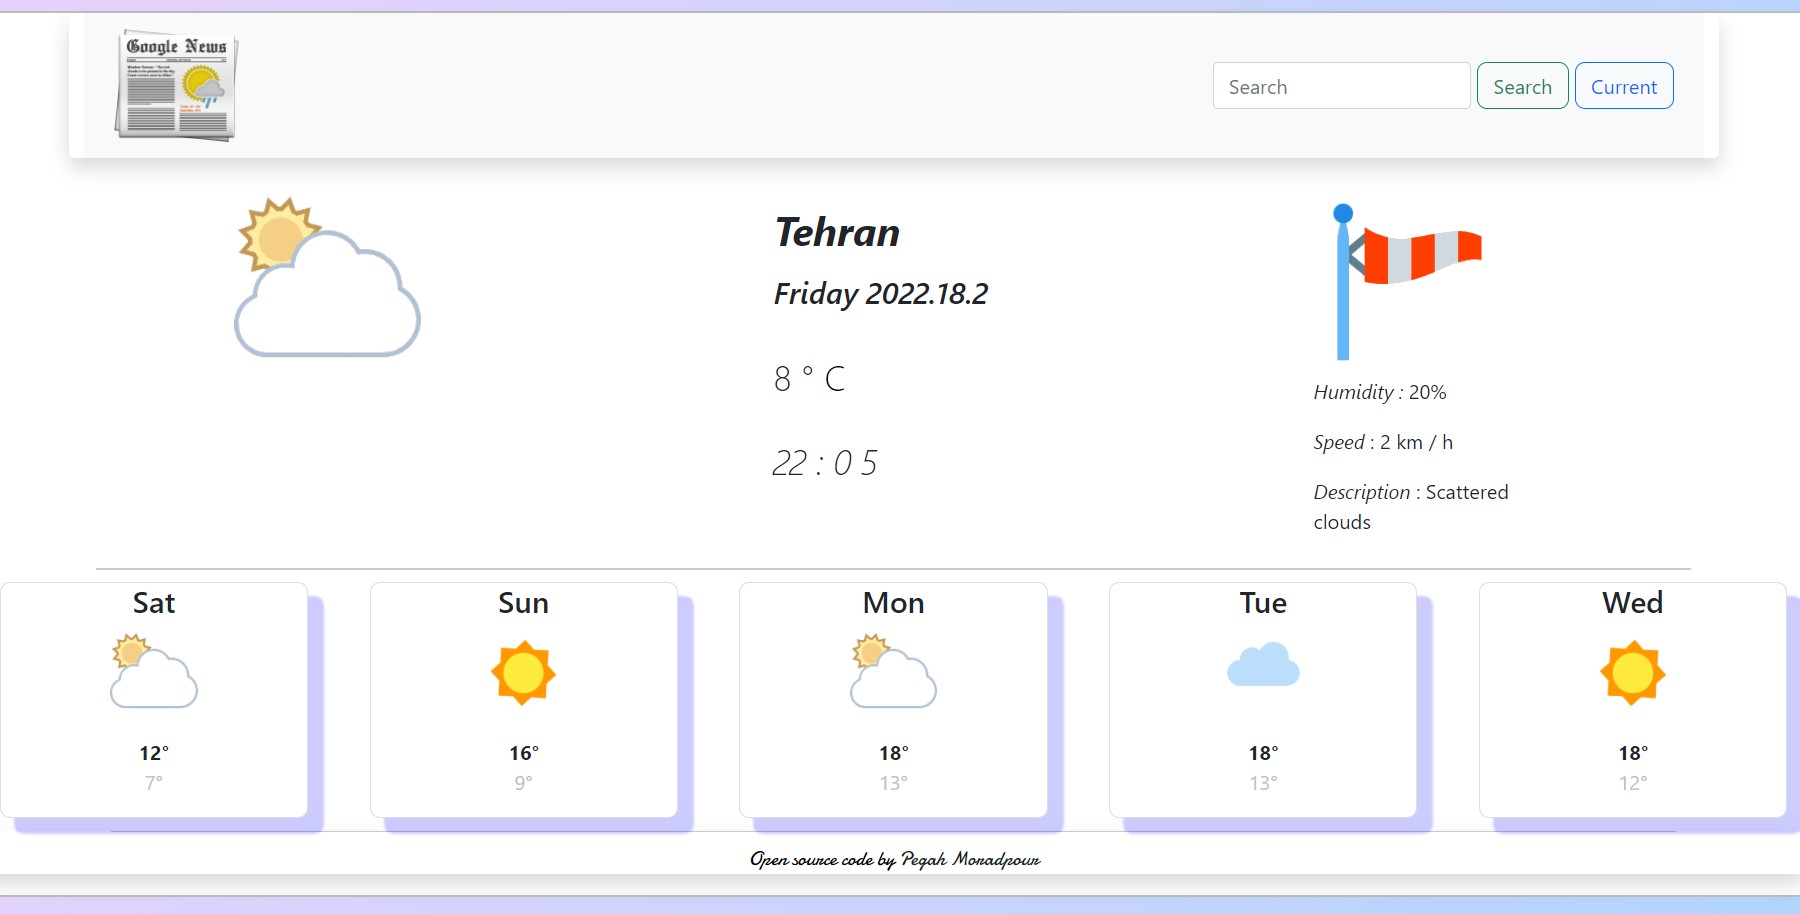 Google News
Search
Search
Current
Tehran
Friday 2022.18.2
8 ° C
22 : 0 5
Humidity : 20%
Speed : 2 km / h
Description : Scattered
clouds
Sat
Sun
Mon
Tue
Wed
12°
16°
18°
18°
18°
7°
9°
13°
13°
12°
Open source code by Pegah Moradpour